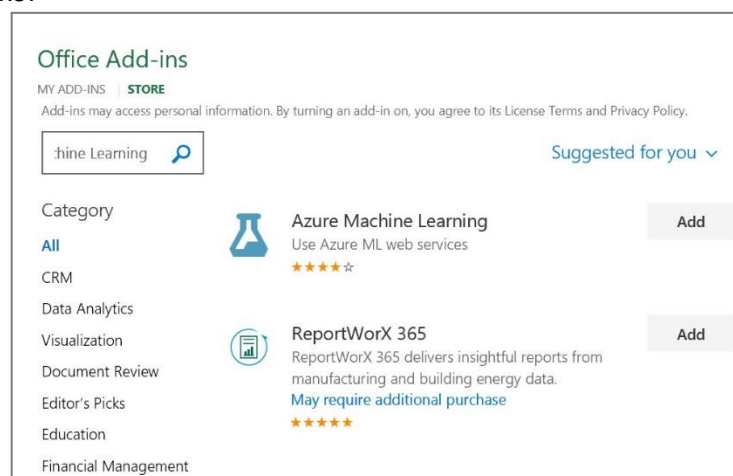 Office Add-ins
MY ADD-INS | STORE
Add-ins may access personal information. By turning an add-in on, you agree to its License Terms and Privacy Policy.
:hine Learning
Suggested for you
Category
All
CRM
Data Analytics
Visualization
Document Review
Editor's Picks
Education
Financial Management
Azure Machine Learning
Use Azure ML web services
★★★★☆
Add
ReportWorX 365
ReportWorX 365 delivers insightful reports from
manufacturing and building energy data.
May require additional purchase
★★★★★
Add